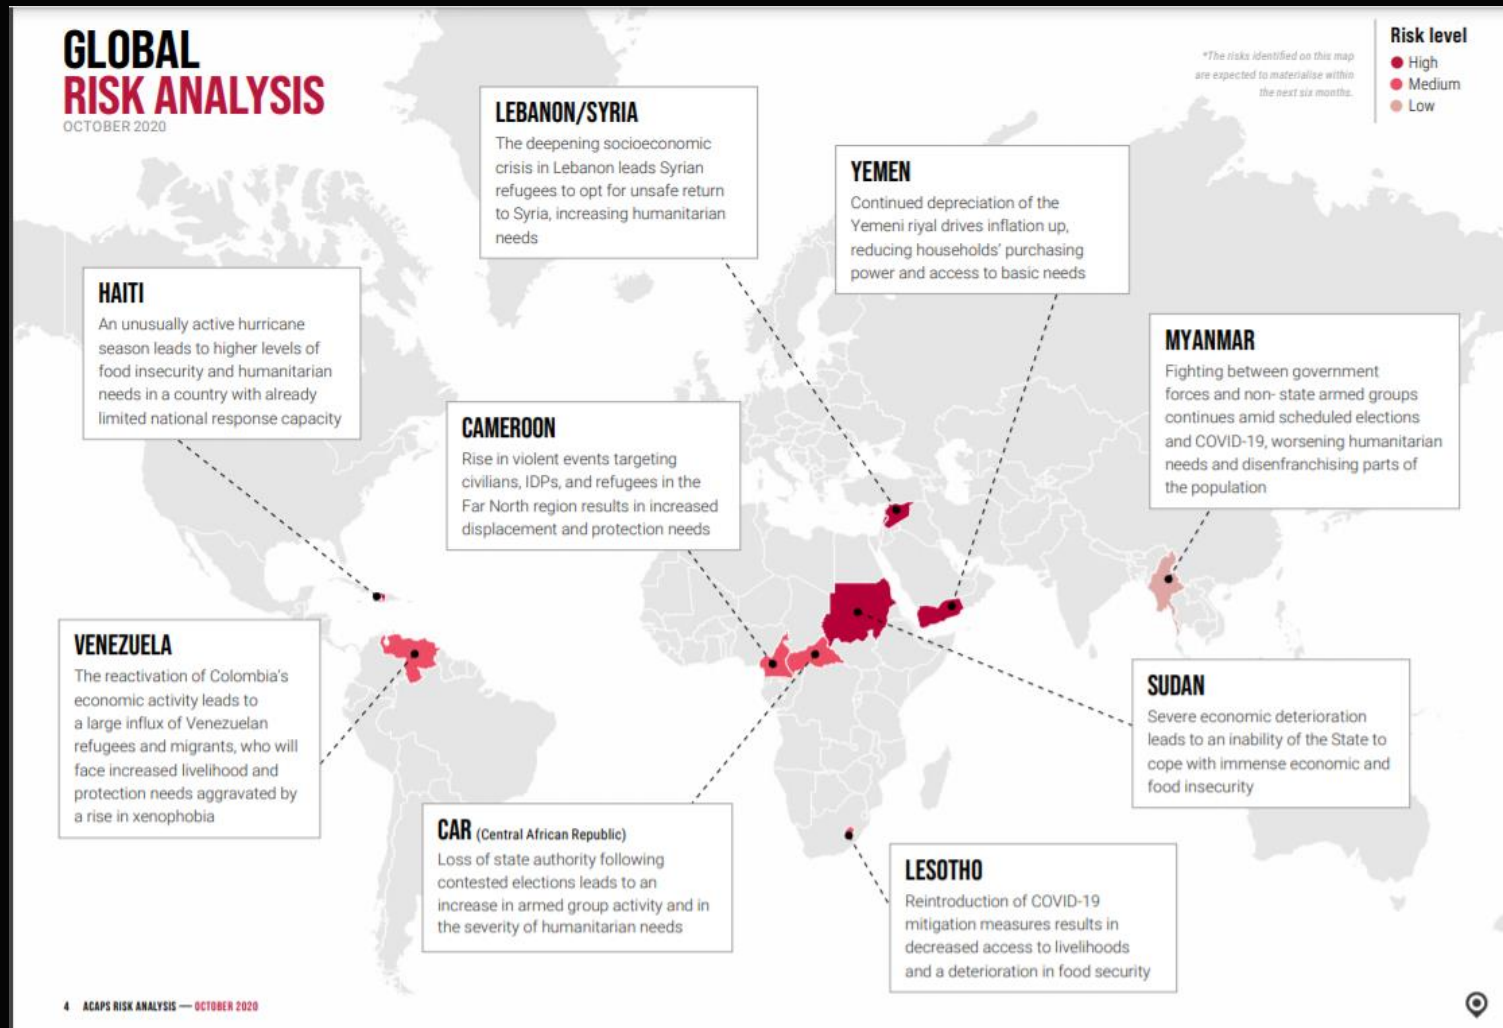 GLOBAL
RISK ANALYSIS
OCTOBER 2020
*The risks identified on this map
are expected to materialise within
the next six months.
Risk level
High
Medium
Low
LEBANON/SYRIA
The deepening socioeconomic
crisis in Lebanon leads Syrian
refugees to opt for unsafe return
to Syria, increasing humanitarian
needs
YEMEN
Continued depreciation of the
Yemeni riyal drives inflation up,
reducing households' purchasing
power and access to basic needs
HAITI
An unusually active hurricane
season leads to higher levels of
food insecurity and humanitarian
needs in a country with already
limited national response capacity
MYANMAR
Fighting between government
forces and non- state armed groups
continues amid scheduled elections
and COVID-19, worsening humanitarian
needs and disenfranchising parts of
the population
CAMEROON
Rise in violent events targeting
civilians, IDPs, and refugees in the
Far North region results in increased
displacement and protection needs
VENEZUELA
The reactivation of Colombia's
economic activity leads to
a large influx of Venezuelan
refugees and migrants, who will
face increased livelihood and
protection needs aggravated by
a rise in xenophobia
SUDAN
Severe economic deterioration
leads to an inability of the State to
cope with immense economic and
food insecurity
CAR (Central African Republic)
Loss of state authority following
contested elections leads to an
increase in armed group activity and in
the severity of humanitarian needs
LESOTHO
Reintroduction of COVID-19
mitigation measures results in
decreased access to livelihoods
and a deterioration in food security
4 ACAPS RISK ANALYSIS — OCTOBER 2020